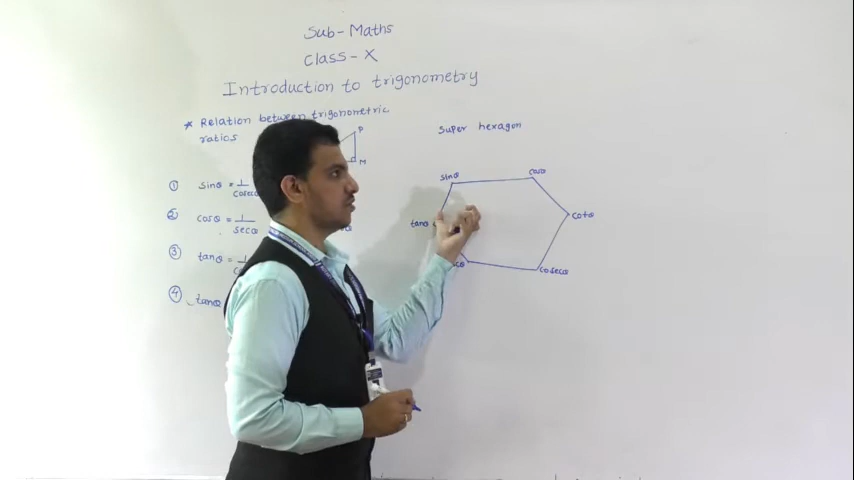 Sub- Maths
Class- X
Introduction to trigonometry
* Relation between trigonometric
ratios
P
M
① sinθ = 1/cosec
② cosθ = 1/secθ
③ tanθ = 1/
④ tanθ
Super hexagon
sinθ
cosθ
tanθ
cotθ
cosecθ